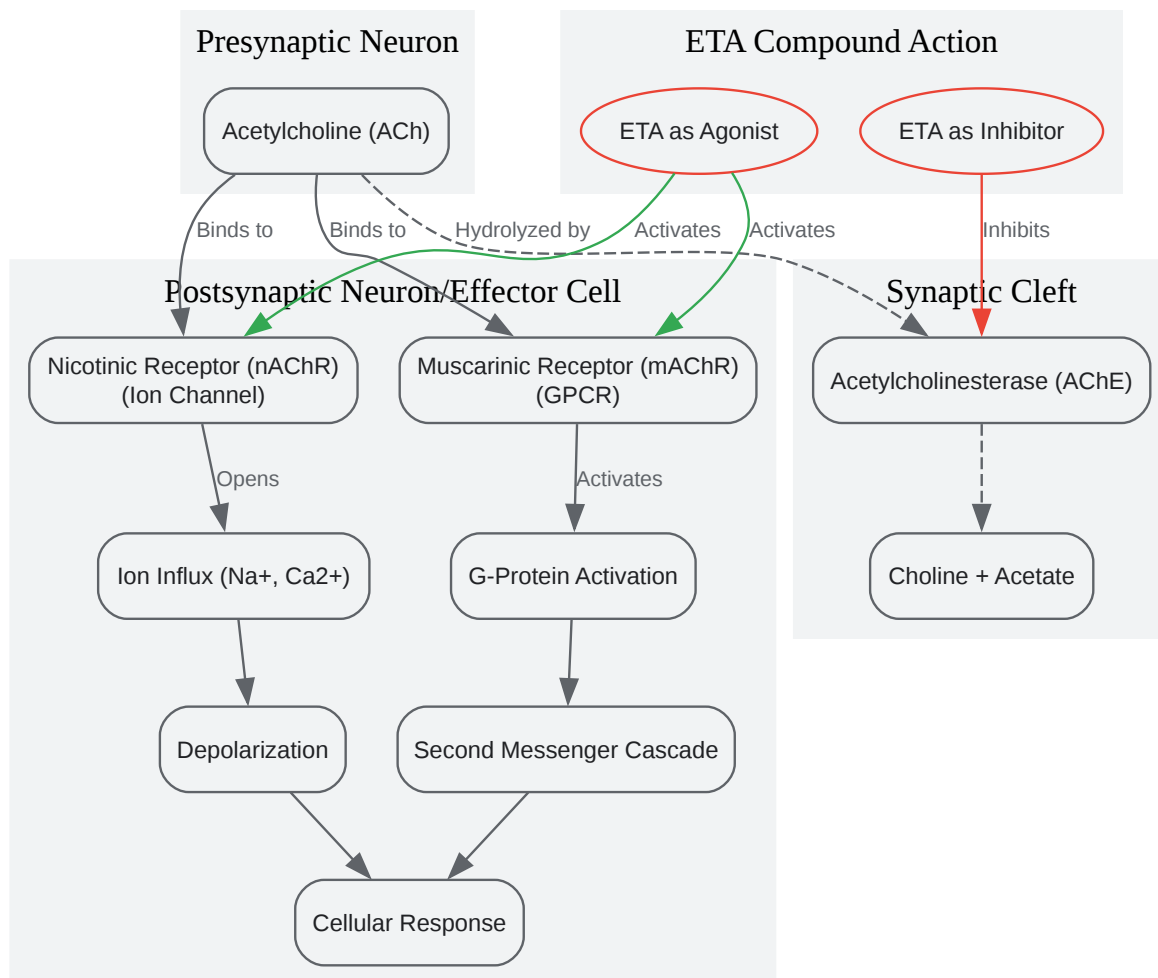 Presynaptic Neuron
ETA Compound Action
Acetylcholine (ACh)
ETA as Agonist
ETA as Inhibitor
Binds to
Binds to
Hydrolyzed by
Activates
Activates
Inhibits
Postsynaptic Neuron/Effector Cell
Synaptic Cleft
Nicotinic Receptor (nAChR)
(Ion Channel)
Muscarinic Receptor (mAChR)
(GPCR)
Acetylcholinesterase (AChE)
Opens
Activates
Ion Influx (Na+, Ca2+)
G-Protein Activation
Choline + Acetate
Depolarization
Second Messenger Cascade
Cellular Response